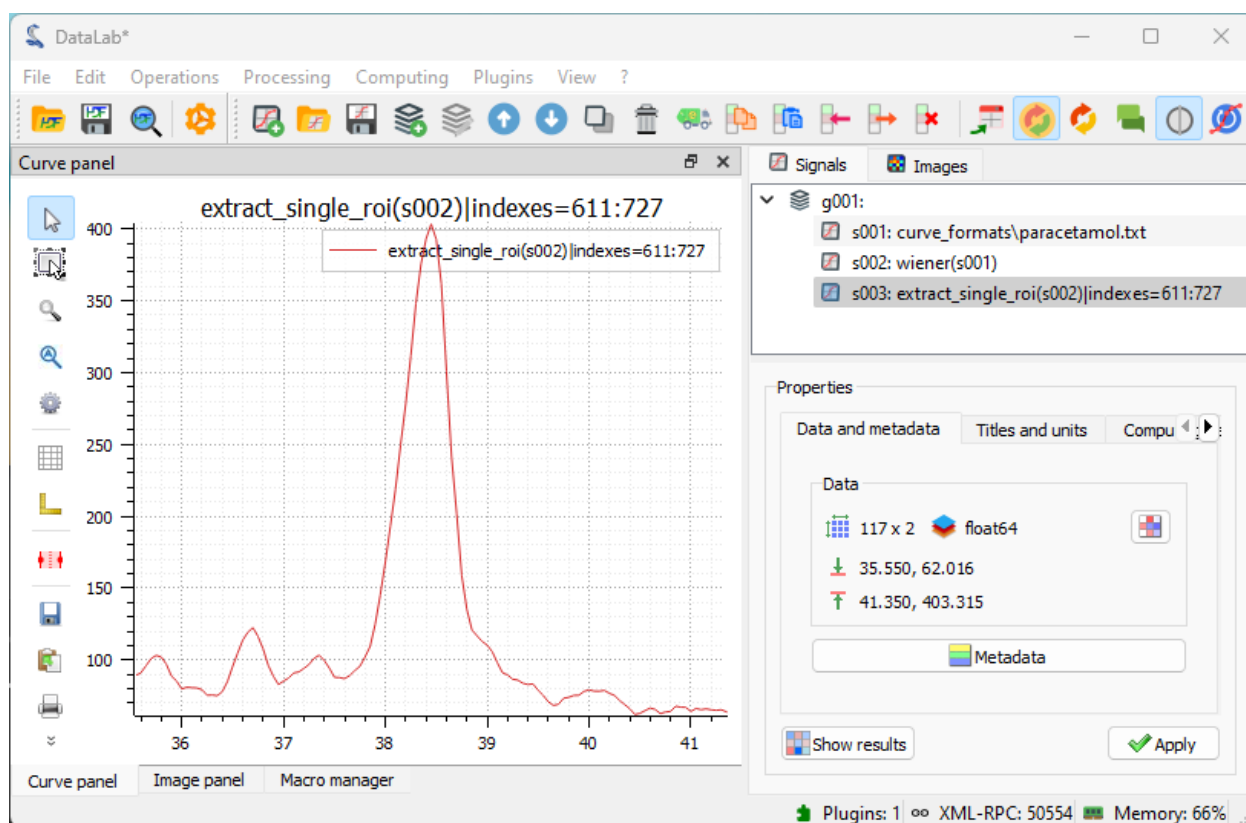 DataLab*
File Edit Operations Processing Computing Plugins View ?
Curve panel
extract_single_roi(s002)|indexes=611:727
extract_single_roi(s002)|indexes=611:727
400
350
300
250
200
150
100
36 37 38 39 40 41
Curve panel Image panel Macro manager
Signals Images
g001:
s001: curve_formats\paracetamol.txt
s002: wiener(s001)
s003: extract_single_roi(s002)|indexes=611:727
Properties
Data and metadata Titles and units Compu
Data
117 x 2 float64
35.550, 62.016
41.350, 403.315
Metadata
Show results Apply
Plugins: 1 XML-RPC: 50554 Memory: 66%